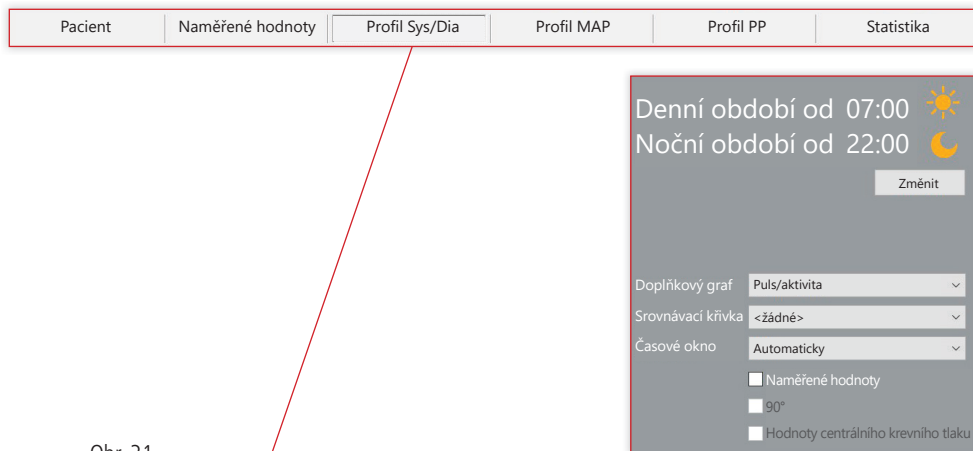 Pacient Naměřené hodnoty Profil Sys/Dia Profil MAP Profil PP Statistika
Denní období od 07:00
Noční období od 22:00
Změnit
Doplňkový graf Puls/aktivita
Srovnávací křivka <žádné>
Časové okno Automaticky
Naměřené hodnoty
90°
Hodnoty centrálního krevního tlaku
Obr. 21